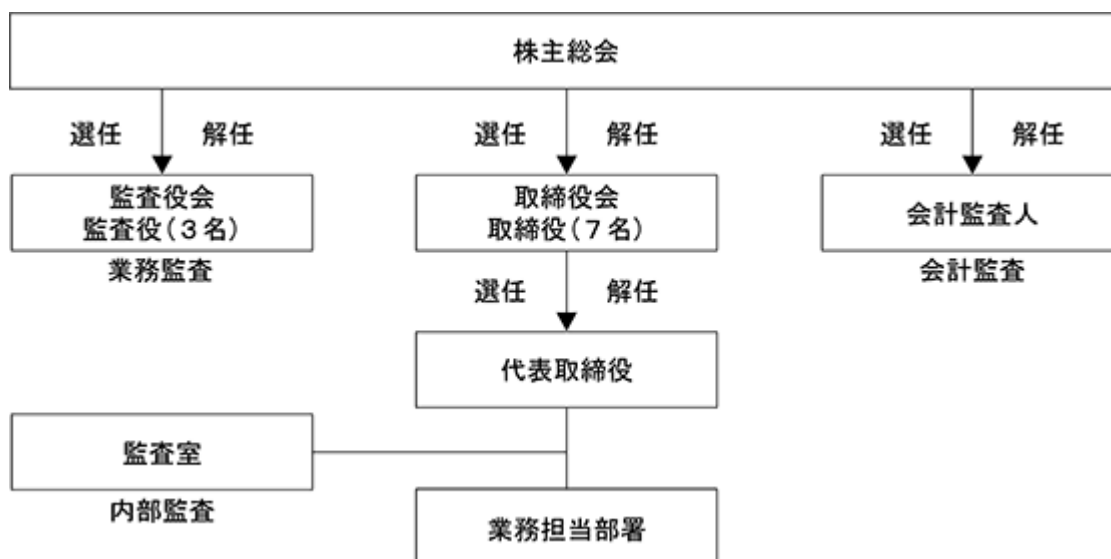 株主総会
選任 解任
選任 解任
選任 解任
監査役会
監査役(3名)
業務監査
取締役会
取締役(7名)
会計監査人
会計監査
選任 解任
代表取締役
監査室
内部監査
業務担当部署